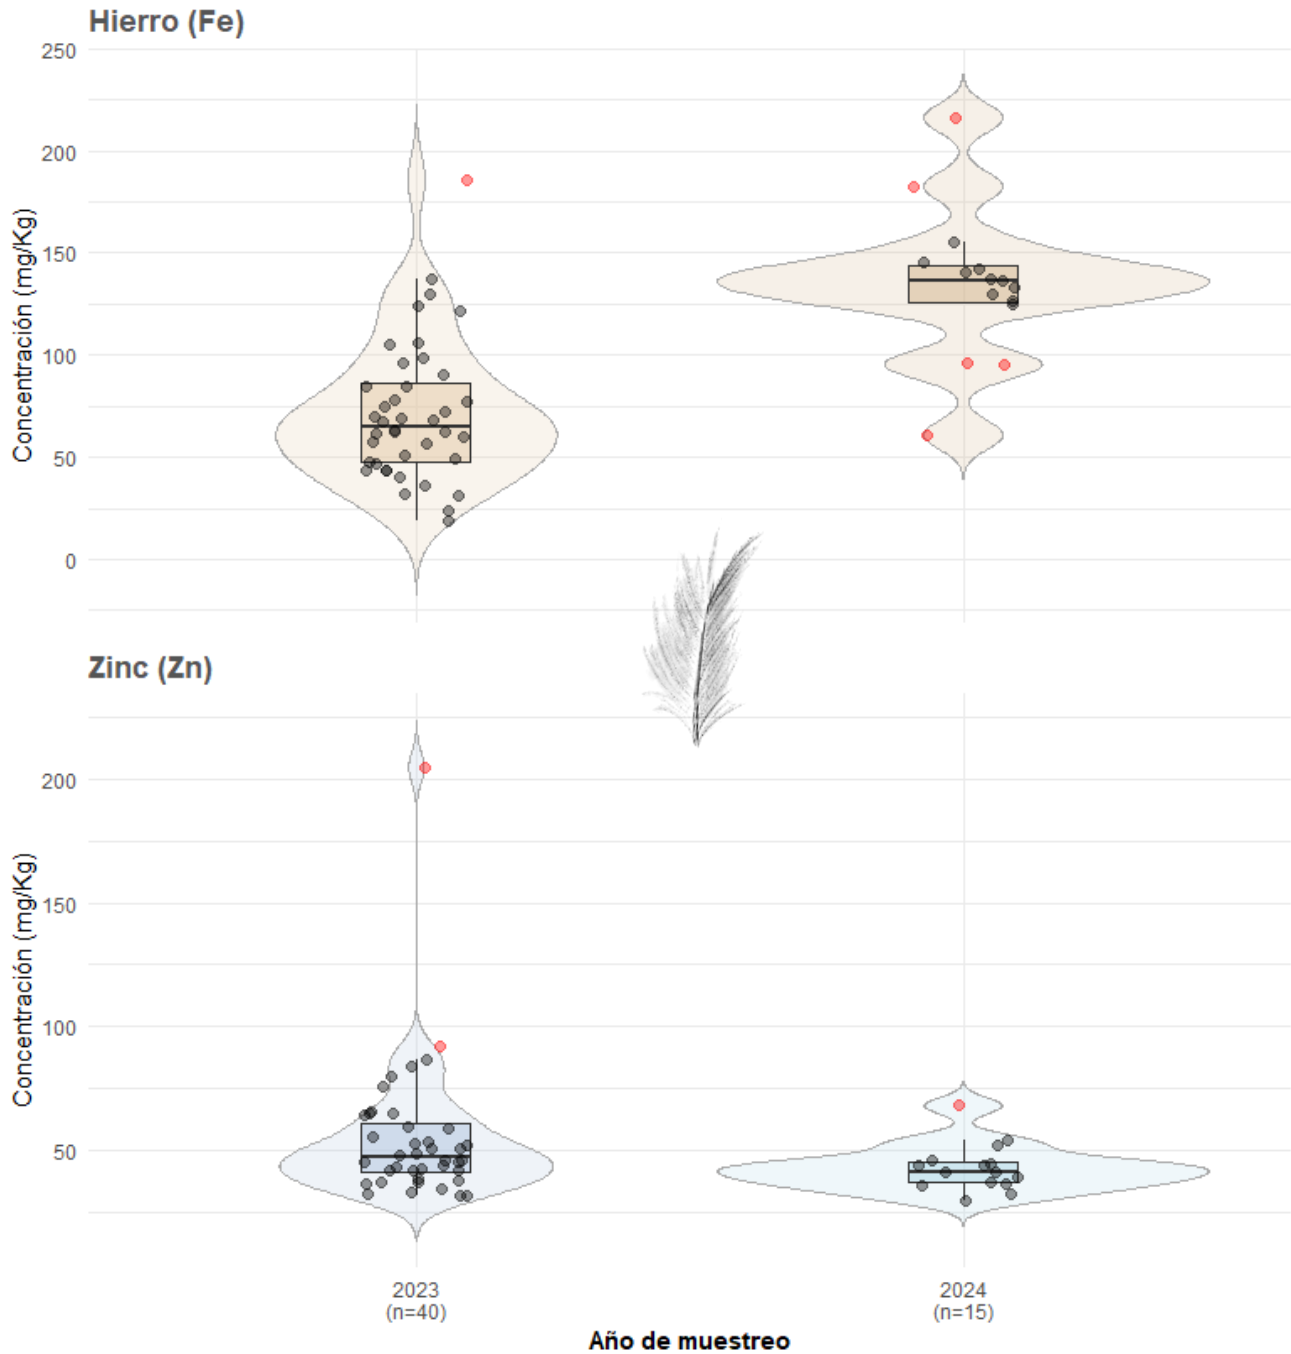 Hierro (Fe)
250
200
150
100
50
0
Concentración (mg/Kg)
Zinc (Zn)
200
150
100
50
Concentración (mg/Kg)
2023
(n=40)
2024
(n=15)
Año de muestreo